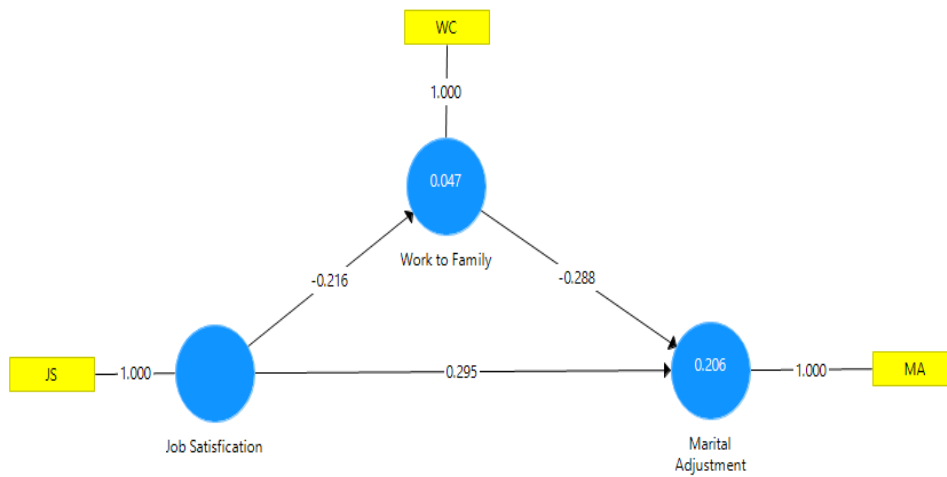 WC
1.000
0.047
Work to Family
-0.216
-0.288
JS
1.000
0.295
0.206
1.000
MA
Job Satisfication
Marital
Adjustment